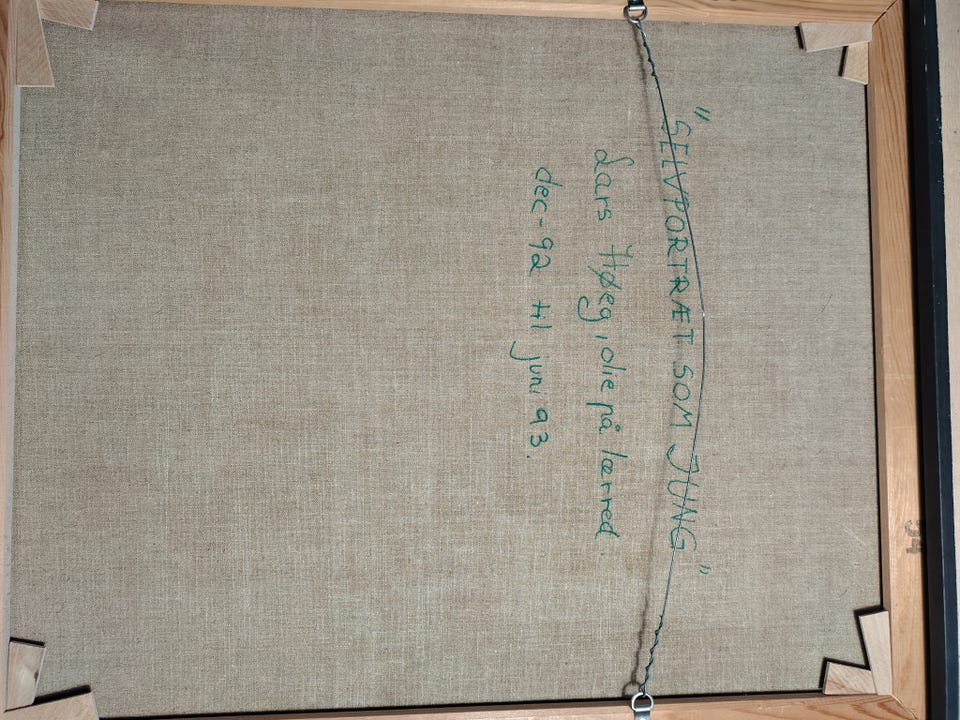 "SELVPORTRÆT SOM JUNG"
Lars Høeg, olie på lærred
dec-92 til juni 93.